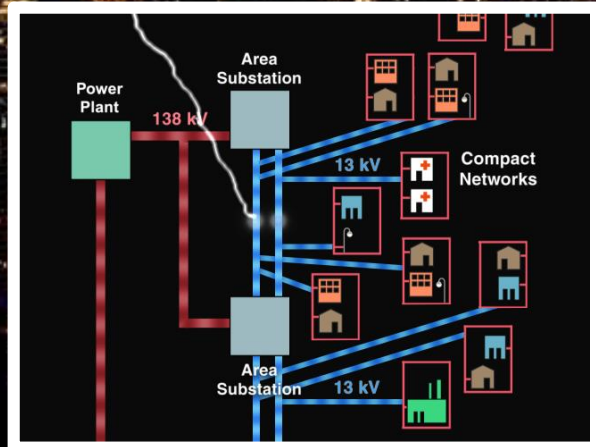 Area
Substation
Power
Plant
138 kV
13 kV
Compact
Networks
Area
Substation
13 kV